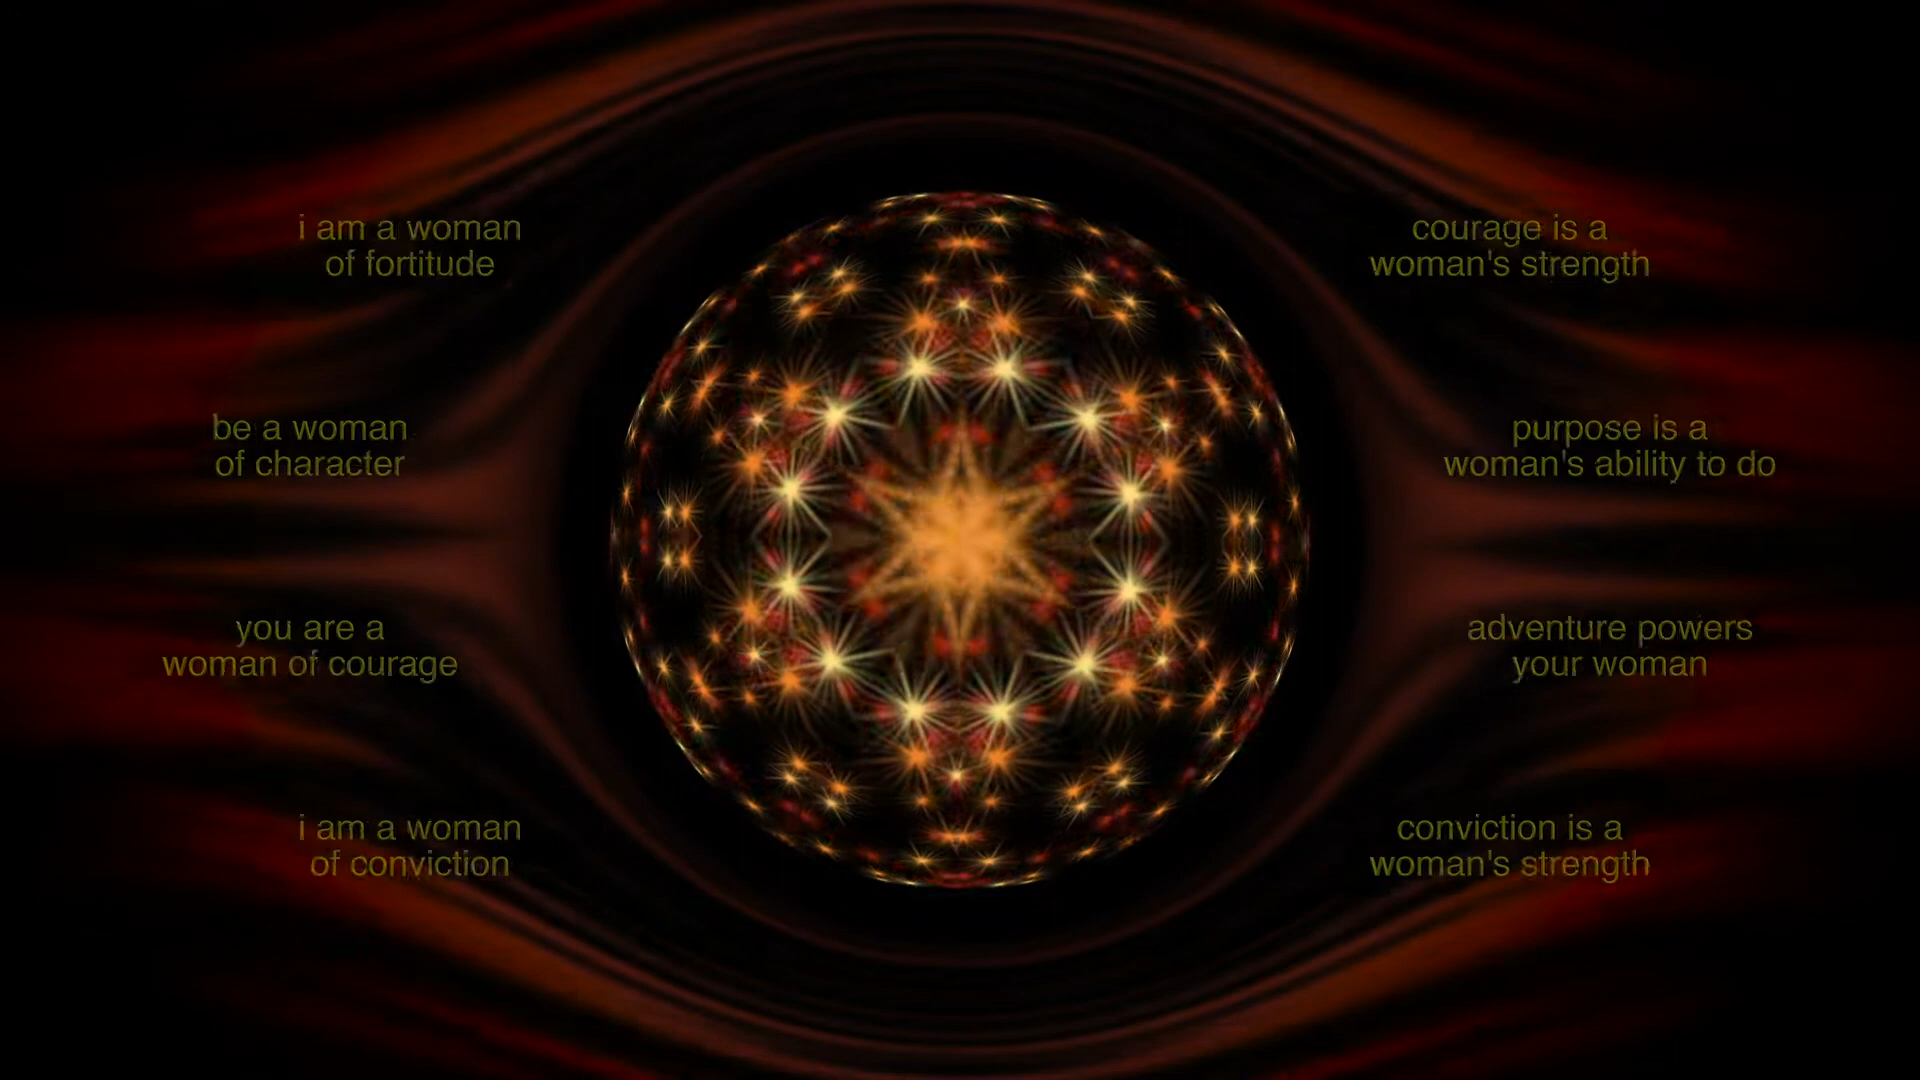 i am a woman
of fortitude
be a woman
of character
you are a
woman of courage
i am a woman
of conviction
courage is a
woman's strength
purpose is a
woman's ability to do
adventure powers
your woman
conviction is a
woman's strength